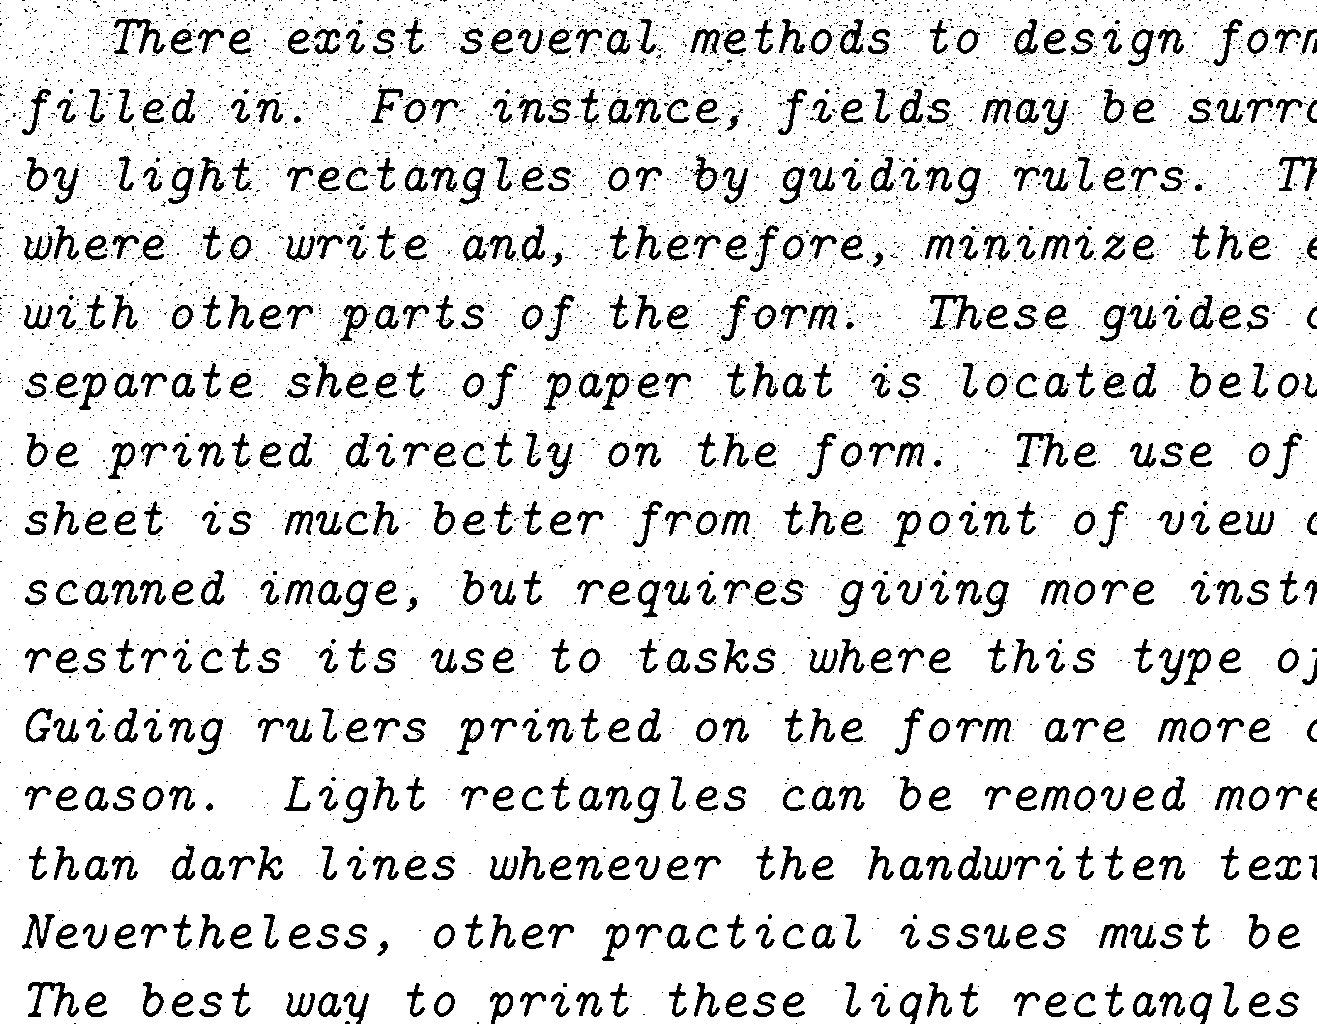 There exist several methods to design form
filled in. For instance, fields may be surro
by light rectangles or by guiding rulers. Th
where to write and, therefore, minimize the e
with other parts of the form. These guides
separate sheet of paper that is located below
be printed directly on the form. The use of
sheet is much better from the point of view o
scanned image, but requires giving more instr
restricts its use to tasks where this type of
Guiding rulers printed on the form are more c
reason. Light rectangles can be removed more
than dark lines whenever the handwritten text
Nevertheless, other practical issues must be
The best way to print these light rectangles